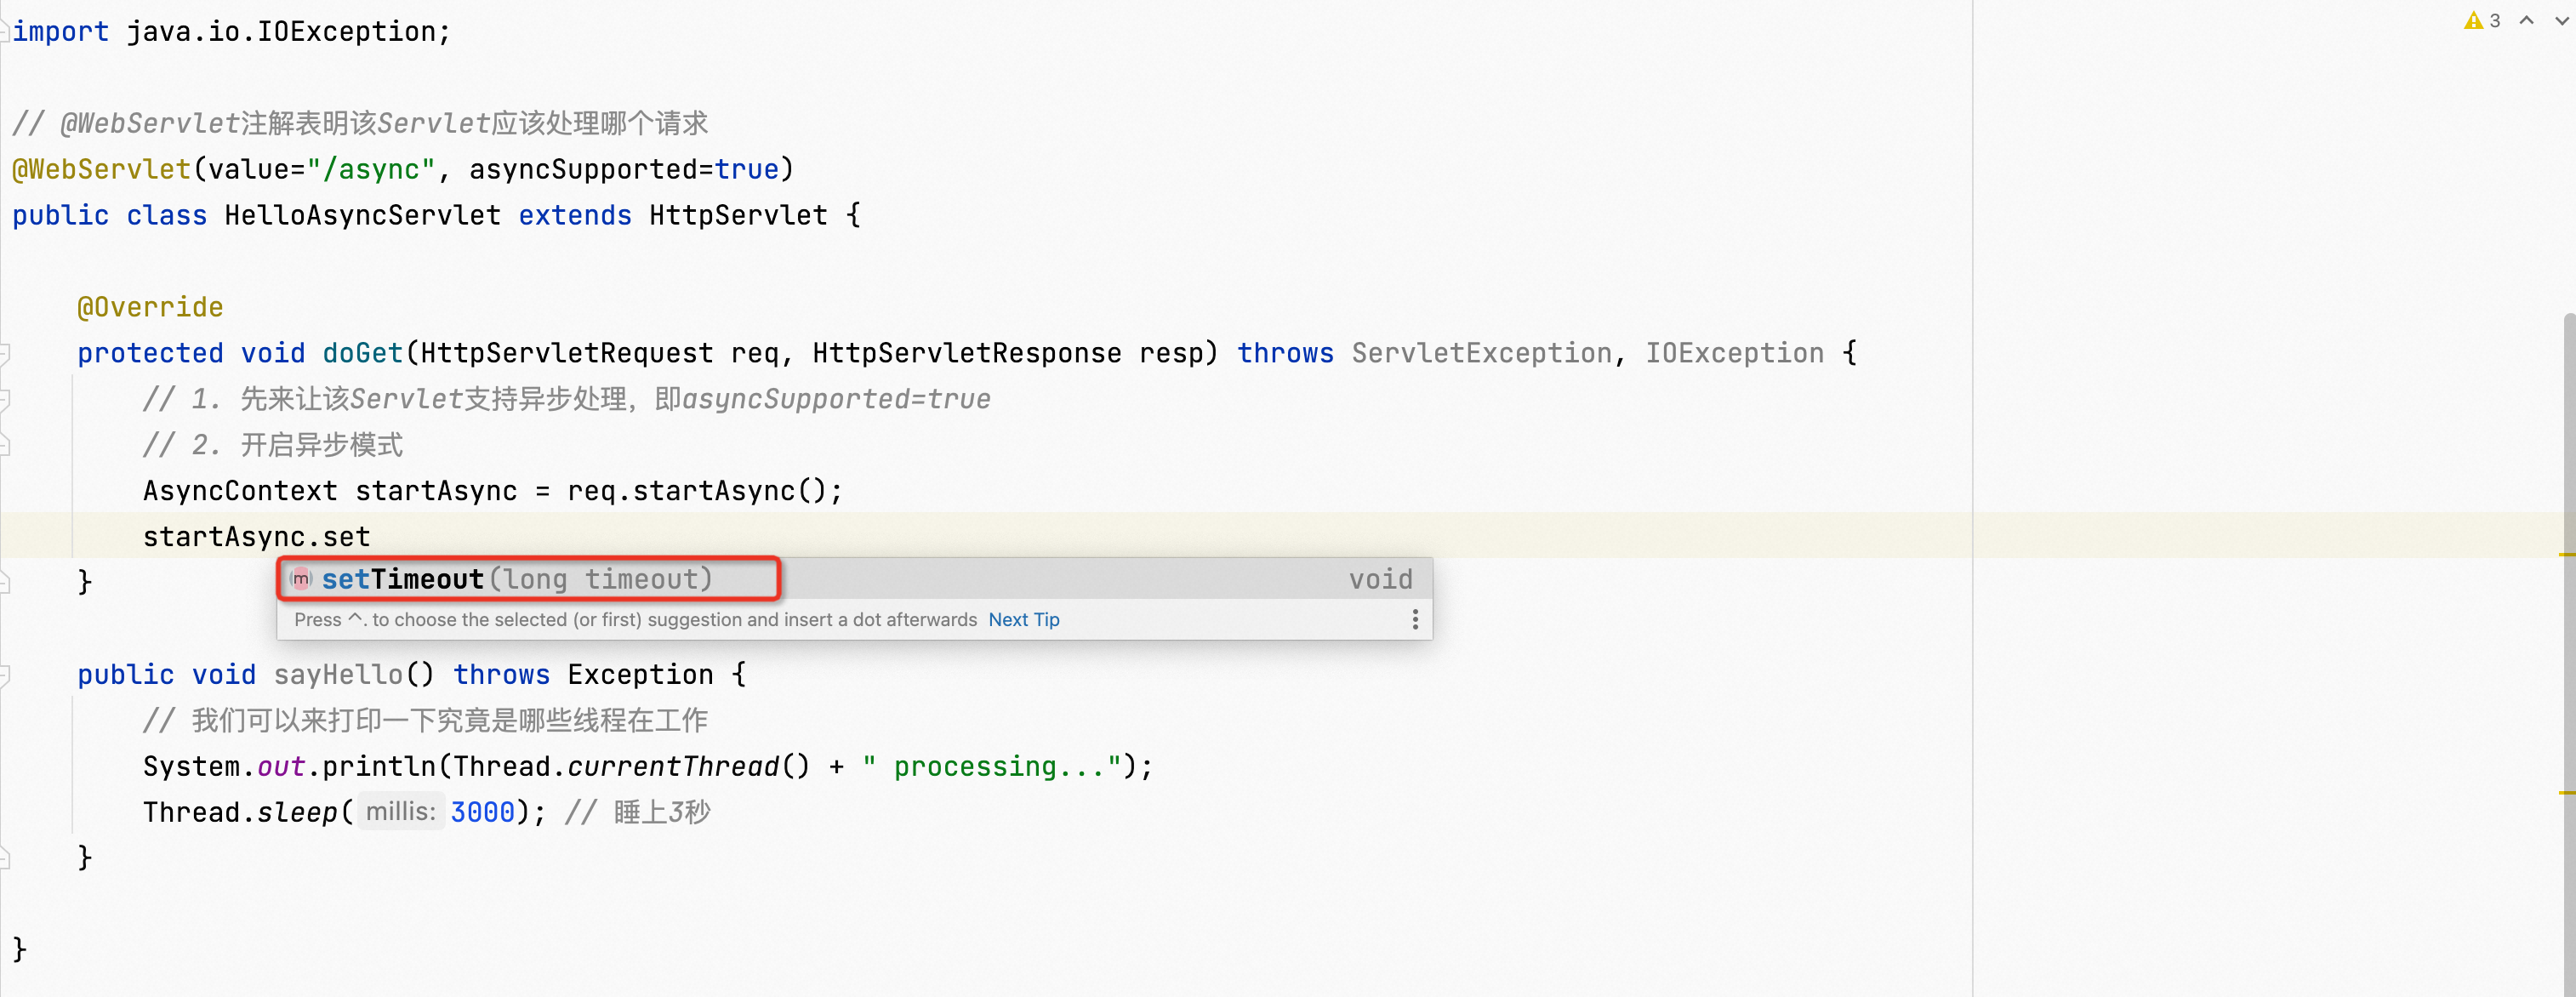 import java.io.IOException;
3
// @WebServlet注解表明该Servlet应该处理哪个请求
@WebServlet(value="/async", asyncSupported=true)
public class HelloAsyncServlet extends HttpServlet {
@Override
protected void doGet(HttpServletRequest req, HttpServletResponse resp) throws ServletException, IOException {
// 1. 先来让该Servlet支持异步处理，即asyncSupported=true
// 2. 开启异步模式
AsyncContext startAsync = req.startAsync();
startAsync.set
m setTimeout(long timeout) void
}
Press ^. to choose the selected (or first) suggestion and insert a dot afterwards Next Tip
public void sayHello() throws Exception {
// 我们可以来打印一下究竟是哪些线程在工作
System.out.println(Thread.currentThread() + " processing...");
Thread.sleep( millis: 3000); // 睡上3秒
}
}